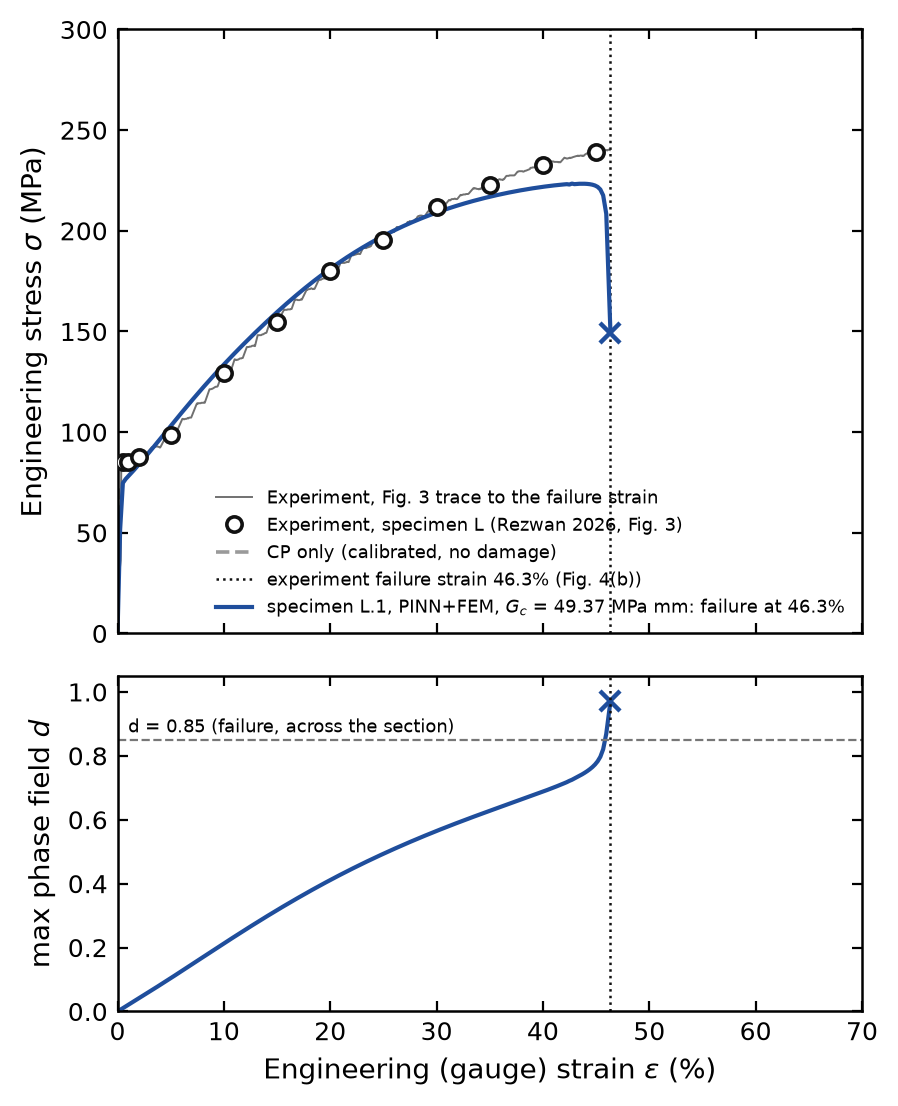 300
250
200
150
100
50
0
Engineering stress σ (MPa)
Experiment, Fig. 3 trace to the failure strain
Experiment, specimen L (Rezwan 2026, Fig. 3)
CP only (calibrated, no damage)
experiment failure strain 46.3% (Fig. 4(b))
specimen L.1, PINN+FEM, G_c = 49.37 MPa mm: failure at 46.3%
1.0
0.8
0.6
0.4
0.2
0.0
max phase field d
d = 0.85 (failure, across the section)
0 10 20 30 40 50 60 70
Engineering (gauge) strain ε (%)